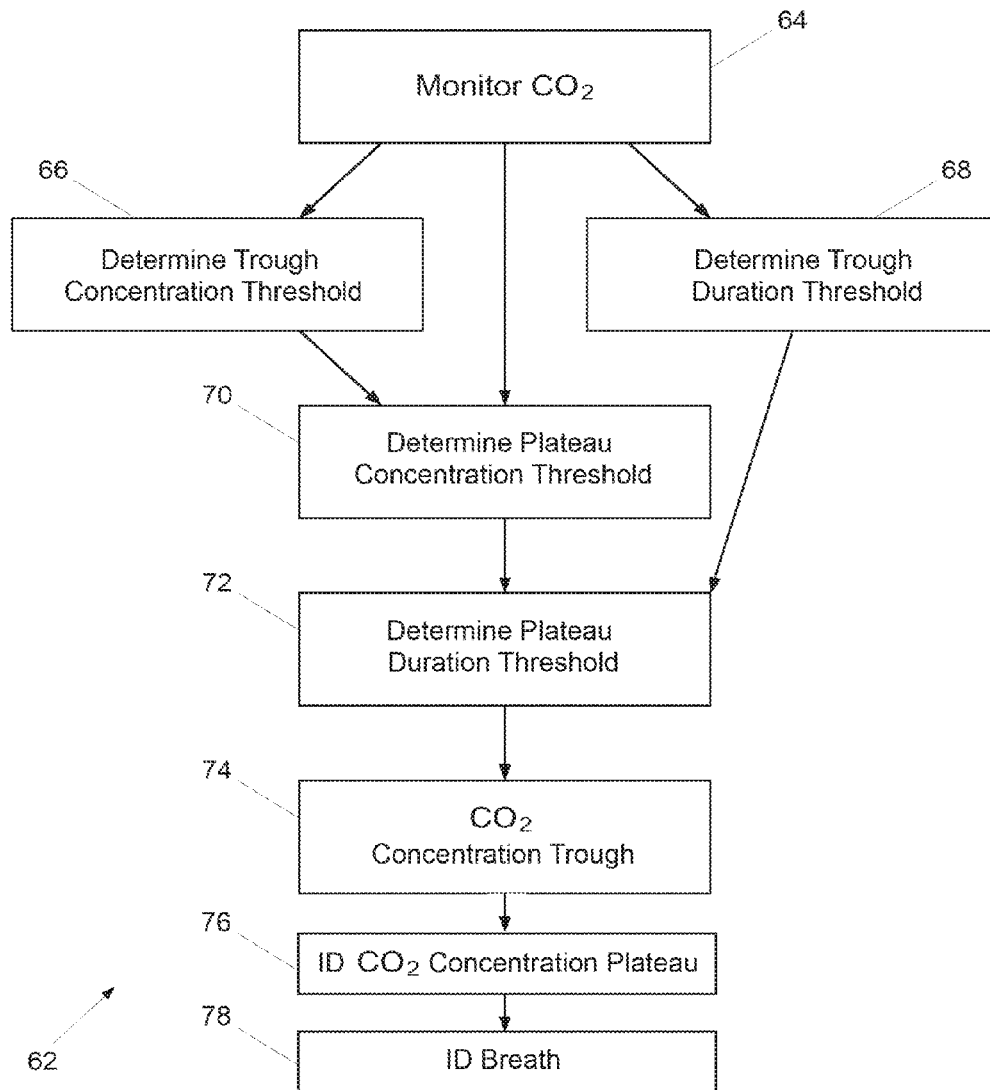 64
Monitor CO₂
66
68
Determine Trough
Concentration Threshold
Determine Trough
Duration Threshold
70
Determine Plateau
Concentration Threshold
72
Determine Plateau
Duration Threshold
74
CO₂
Concentration Trough
76
ID CO₂ Concentration Plateau
78
ID Breath
62